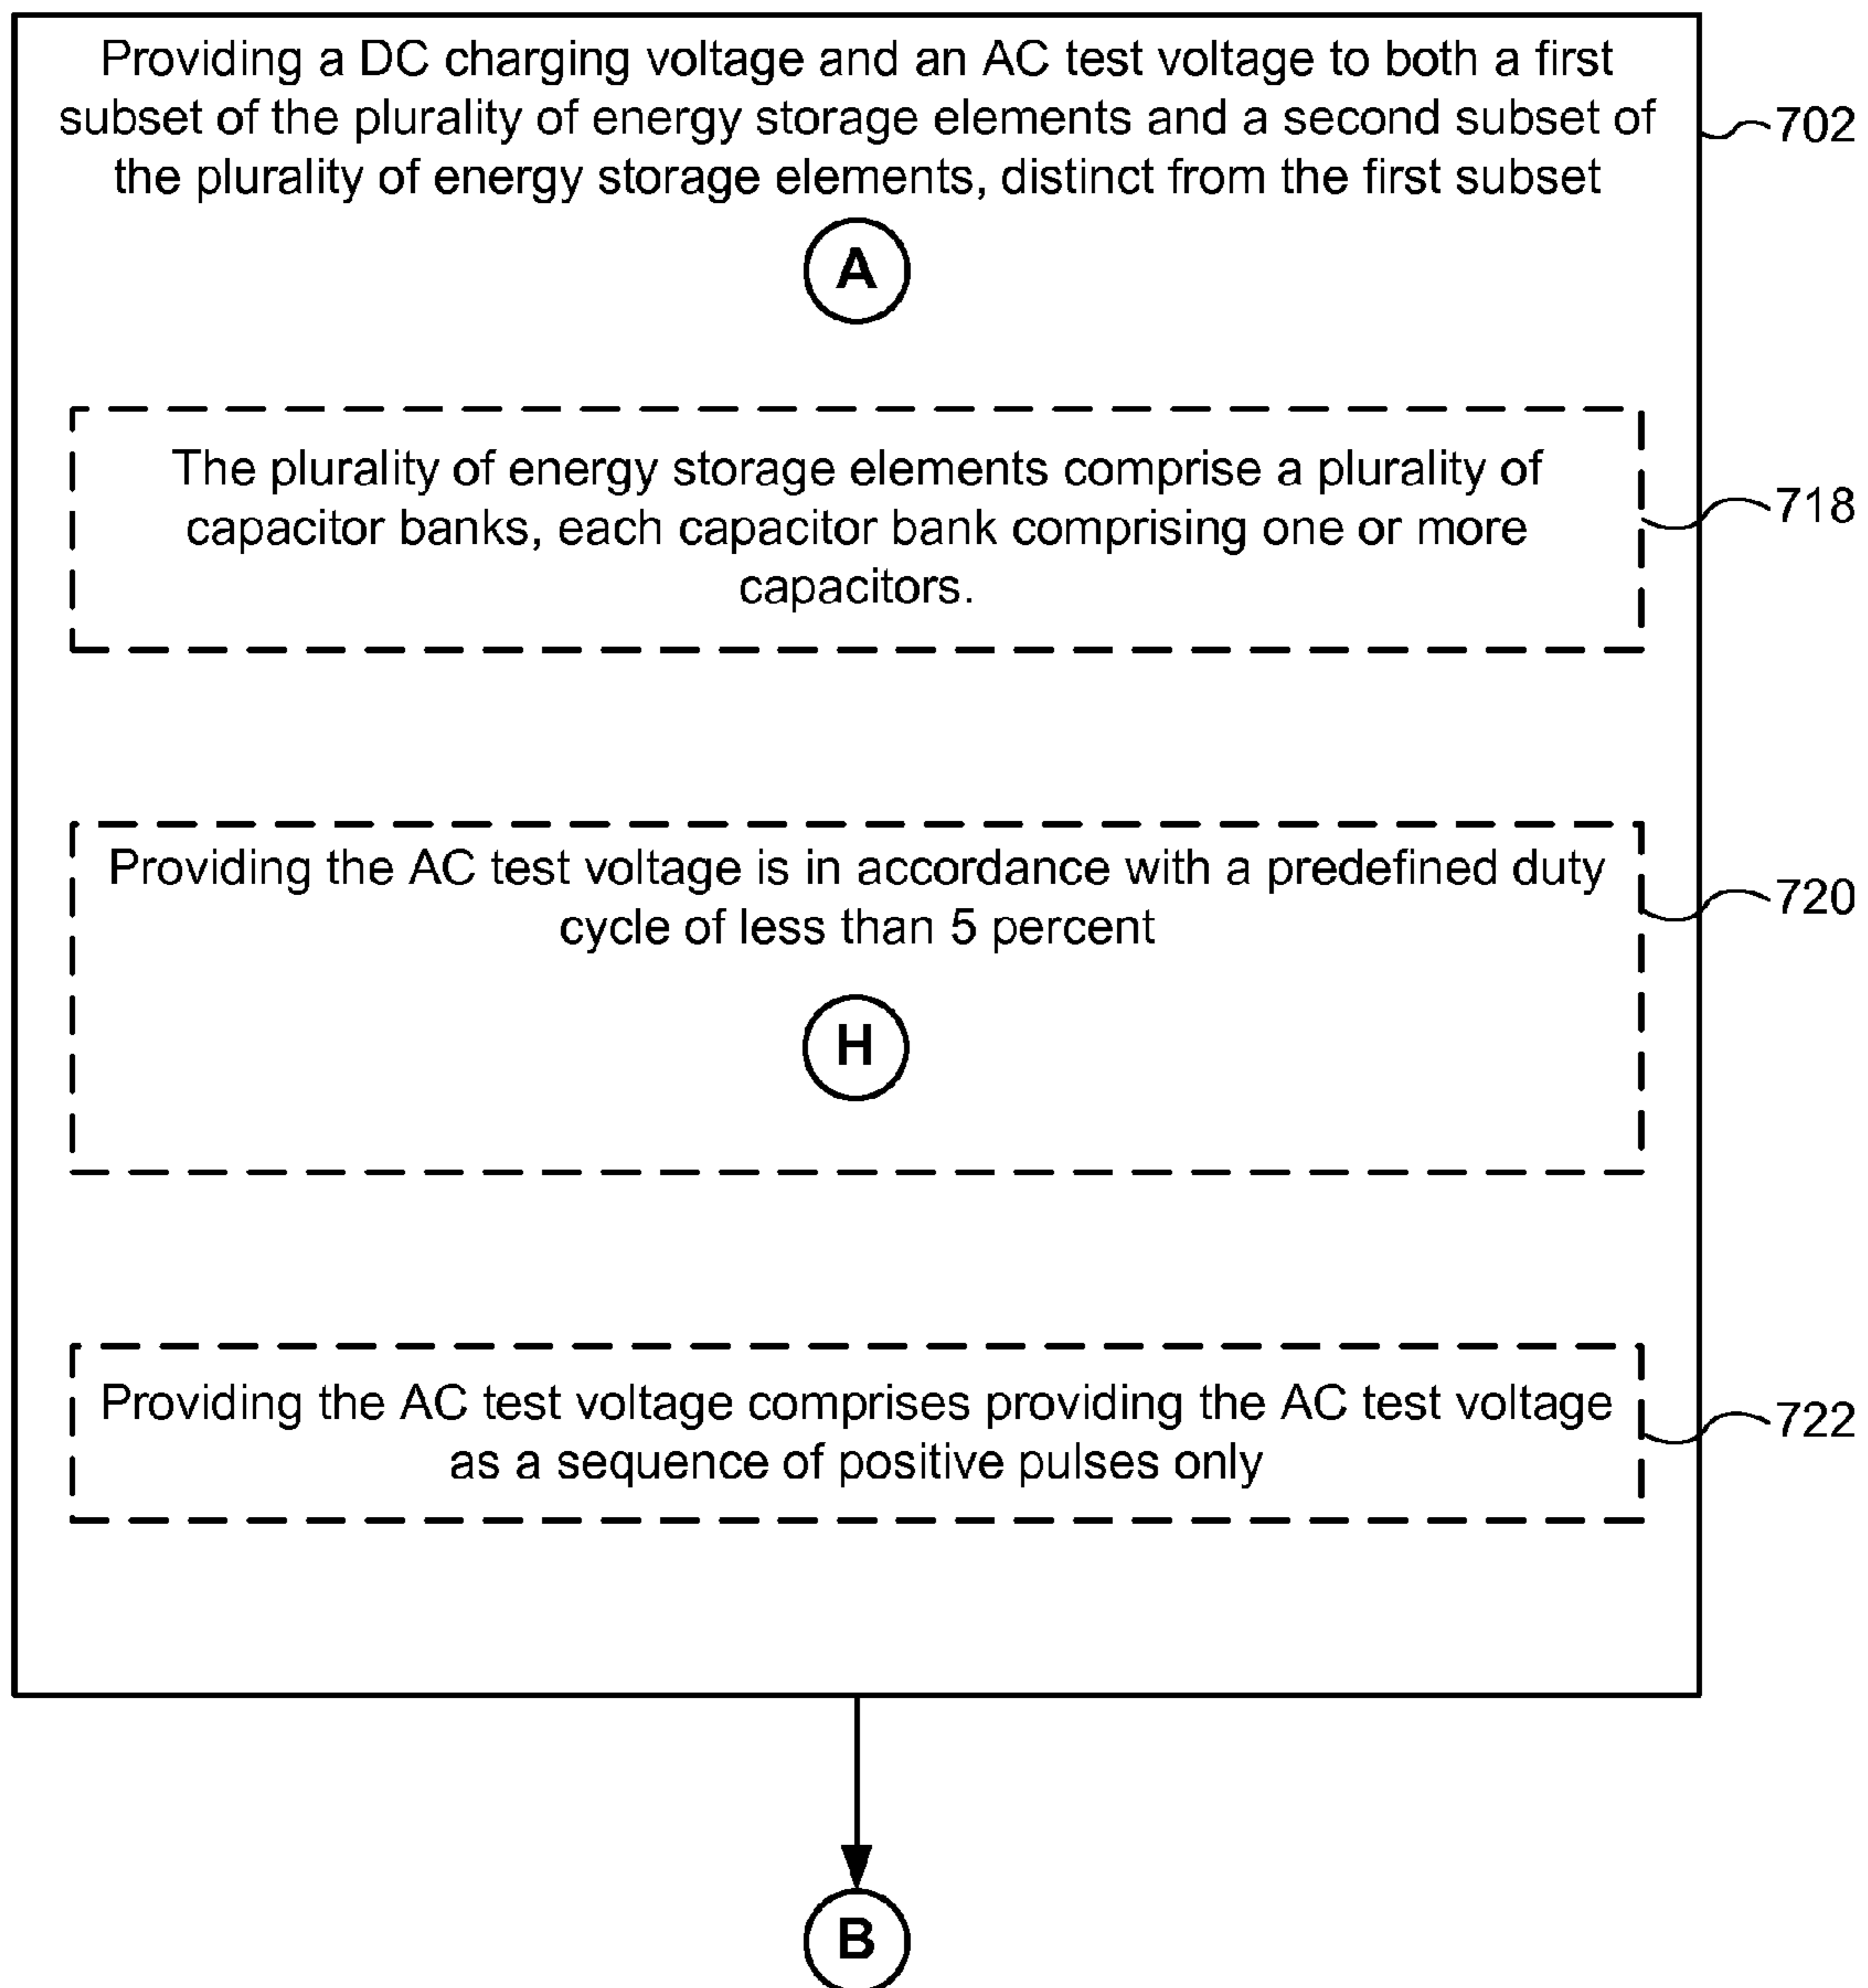 Providing a DC charging voltage and an AC test voltage to both a first
subset of the plurality of energy storage elements and a second subset of
the plurality of energy storage elements, distinct from the first subset
702
A
The plurality of energy storage elements comprise a plurality of
capacitor banks, each capacitor bank comprising one or more
capacitors.
718
Providing the AC test voltage is in accordance with a predefined duty
cycle of less than 5 percent
720
H
Providing the AC test voltage comprises providing the AC test voltage
as a sequence of positive pulses only
722
B